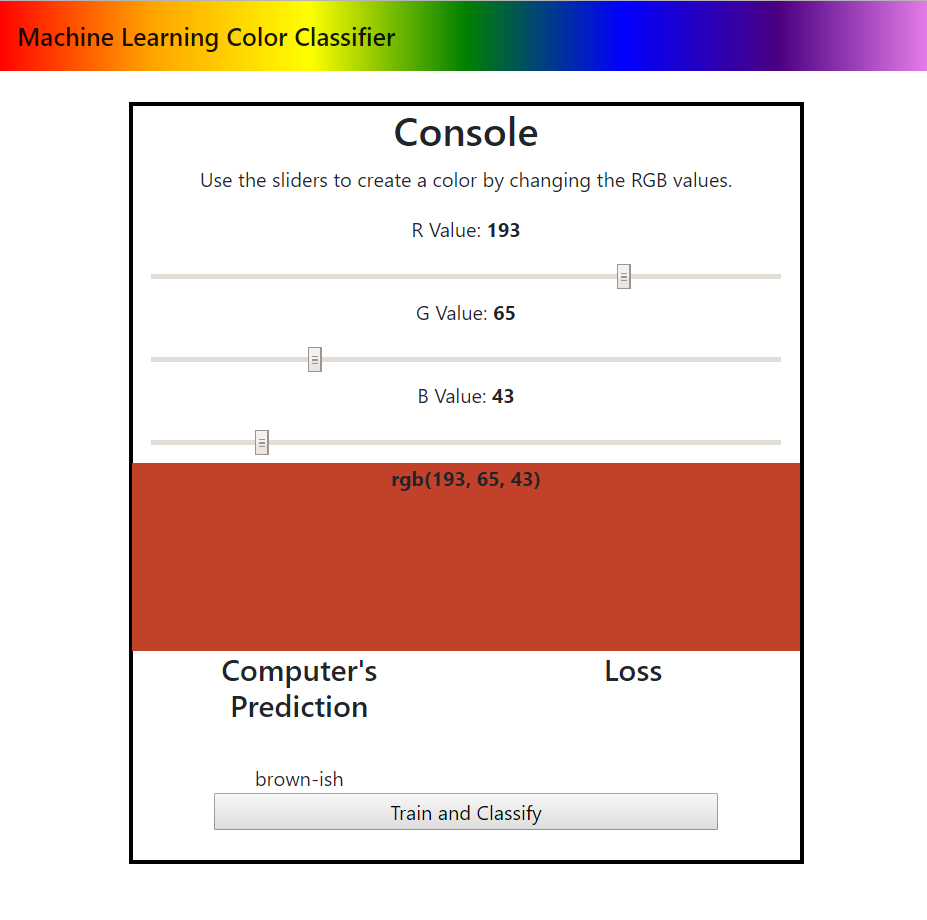 Machine Learning Color Classifier
Console
Use the sliders to create a color by changing the RGB values.
R Value: 193
G Value: 65
B Value: 43
rgb(193, 65, 43)
Computer's
Prediction
Loss
brown-ish
Train and Classify